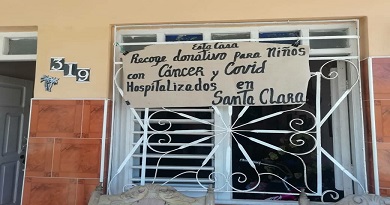 319
Esta Casa
Recoge donativo para Niños
con Cáncer y Covid
Hospitalizados en
Santa Clara